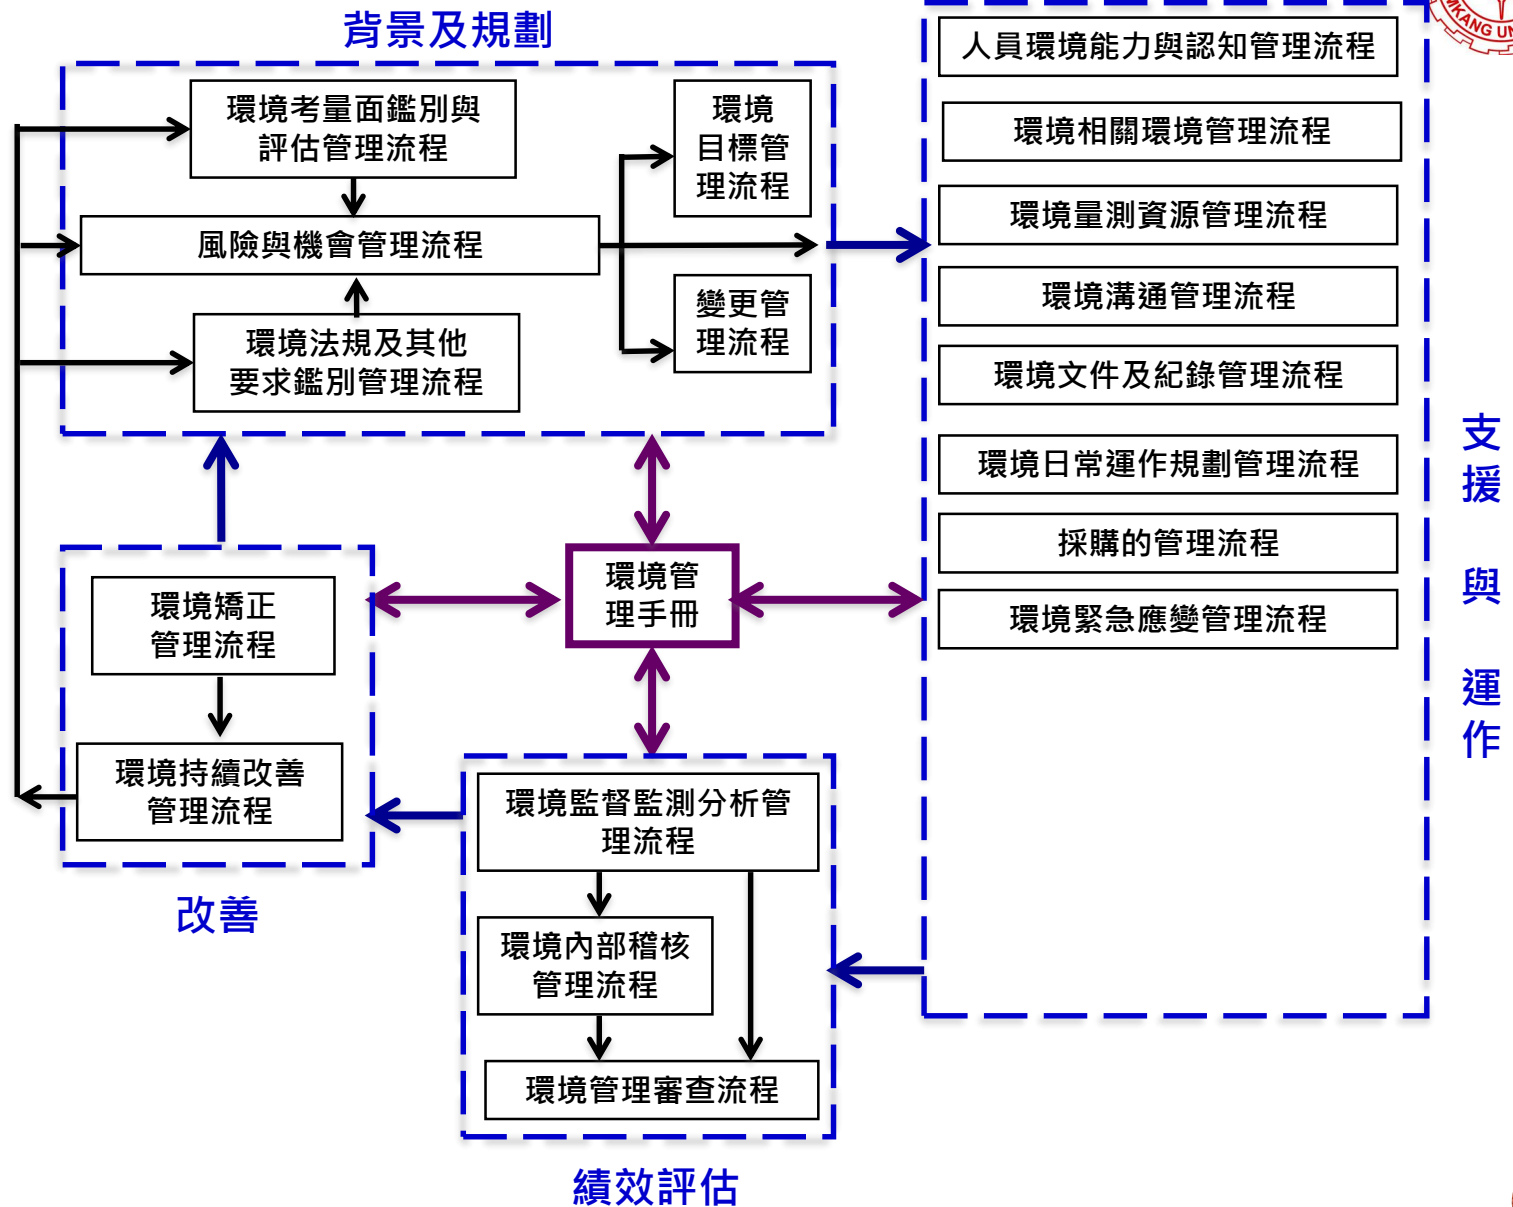 背景及規劃
環境考量面鑑別與
評估管理流程
風險與機會管理流程
環境法規及其他
要求鑑別管理流程
環境
目標管
理流程
變更管
理流程
人員環境能力與認知管理流程
環境相關環境管理流程
環境量測資源管理流程
環境溝通管理流程
環境文件及紀錄管理流程
環境日常運作規劃管理流程
採購的管理流程
環境緊急應變管理流程
支
援
與
運
作
環境管
理手冊
環境矯正
管理流程
環境持續改善
管理流程
改善
環境監督監測分析管
理流程
環境內部稽核
管理流程
環境管理審查流程
績效評估